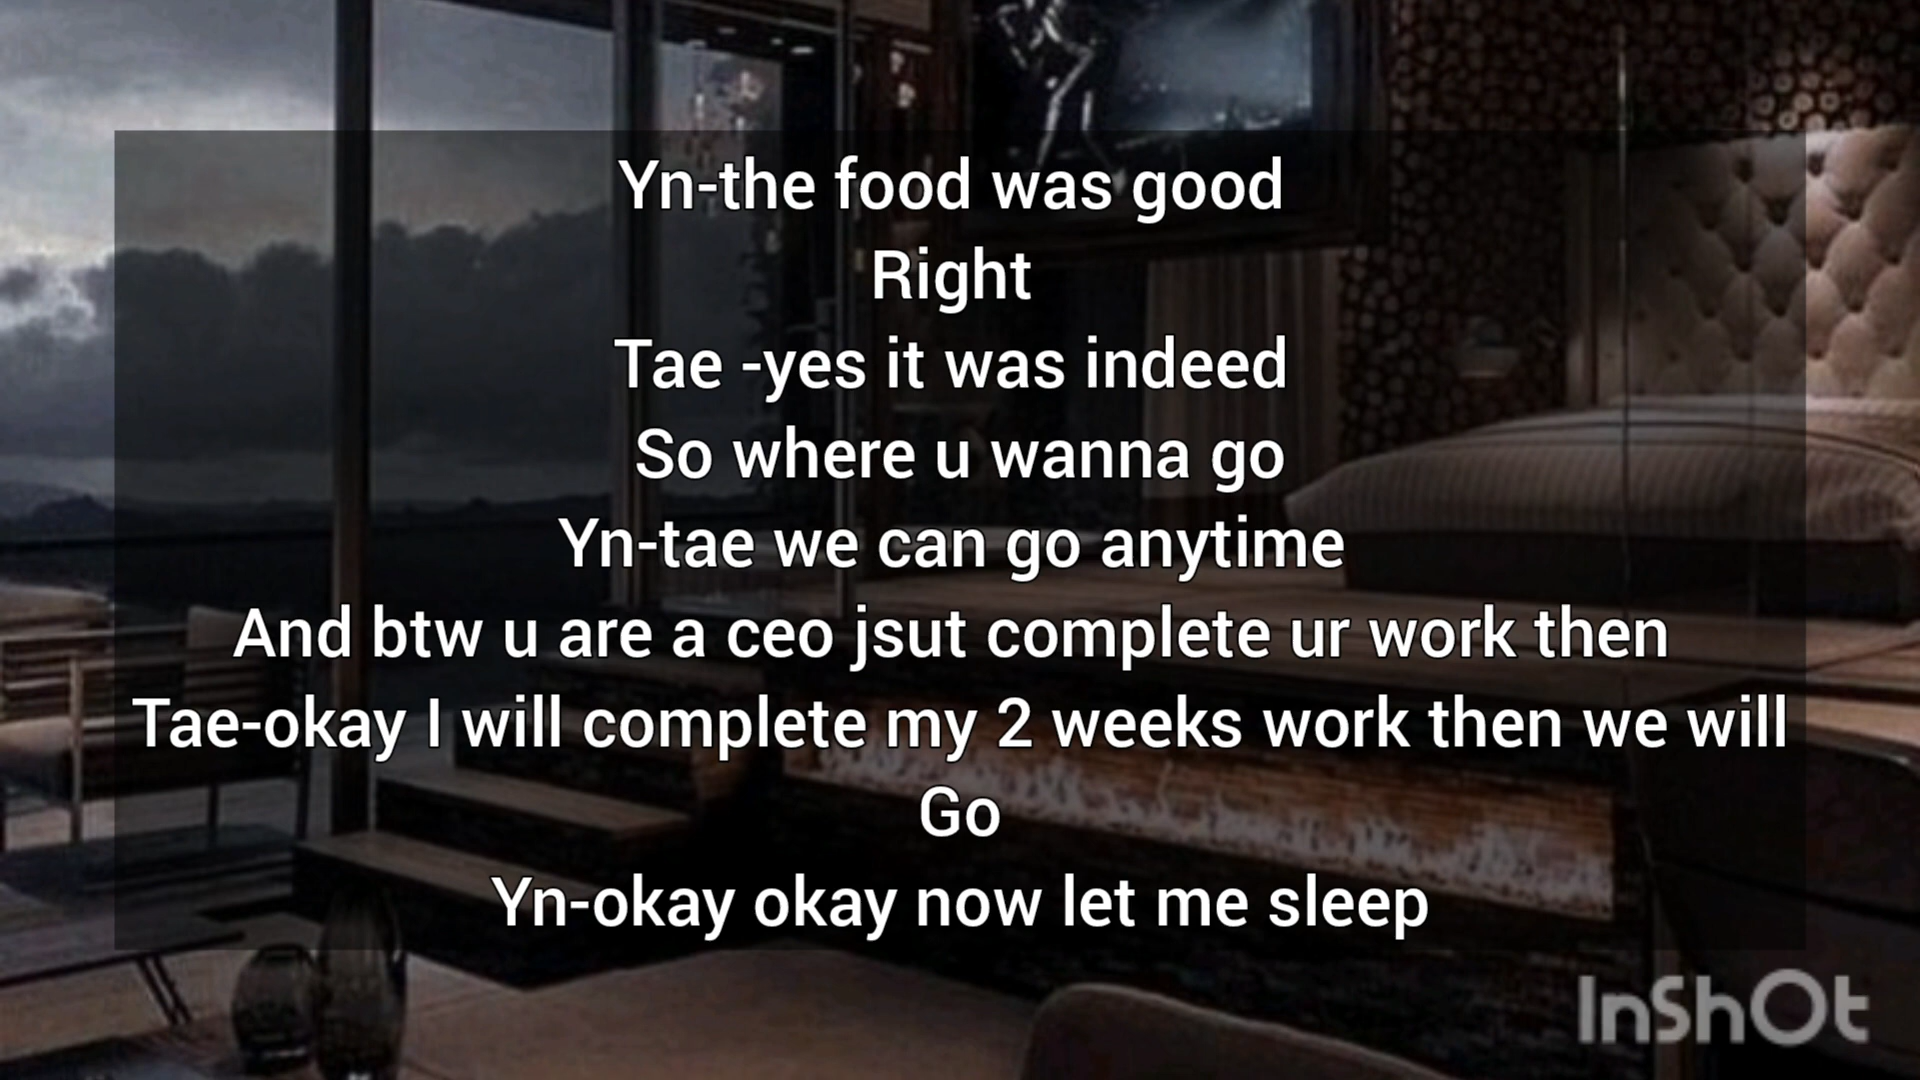 Yn-the food was good
Right
Tae -yes it was indeed
So where u wanna go
Yn-tae we can go anytime
And btw u are a ceo jsut complete ur work then
Tae-okay I will complete my 2 weeks work then we will
Go
Yn-okay okay now let me sleep
InShOt